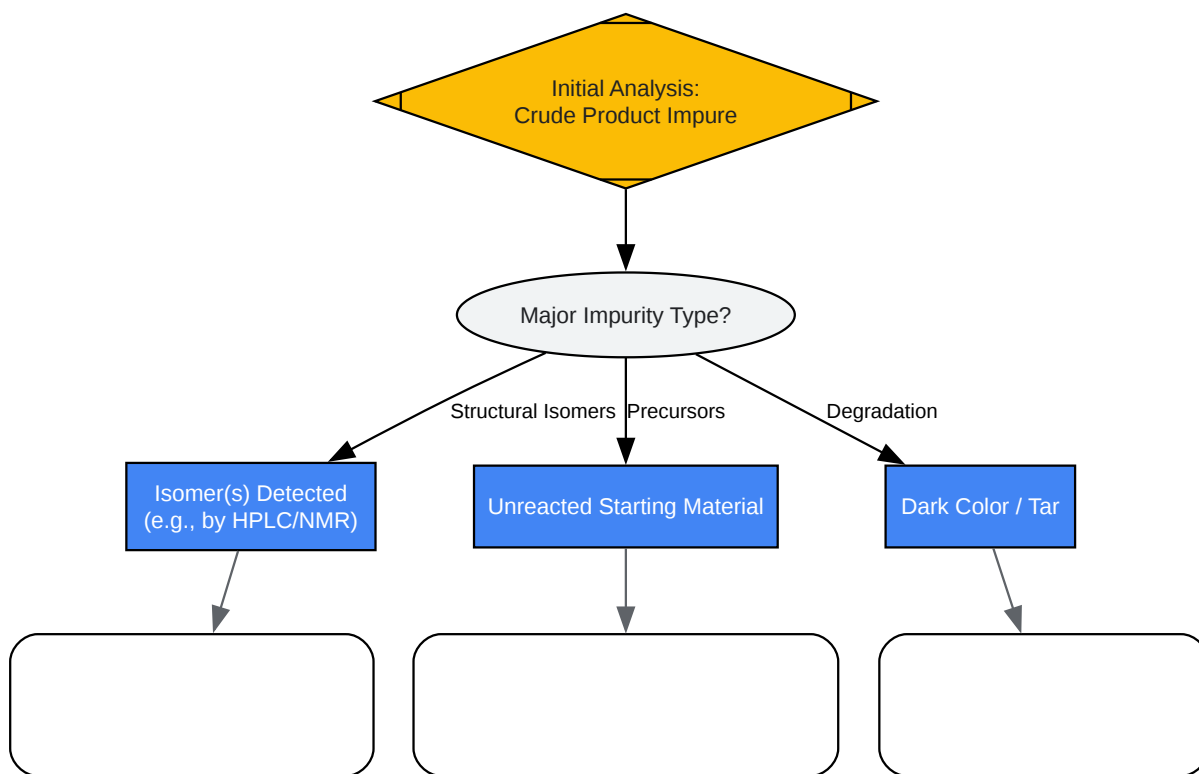 Initial Analysis:
Crude Product Impure
Major Impurity Type?
Structural Isomers
Precursors
Degradation
Isomer(s) Detected
(e.g., by HPLC/NMR)
Unreacted Starting Material
Dark Color / Tar